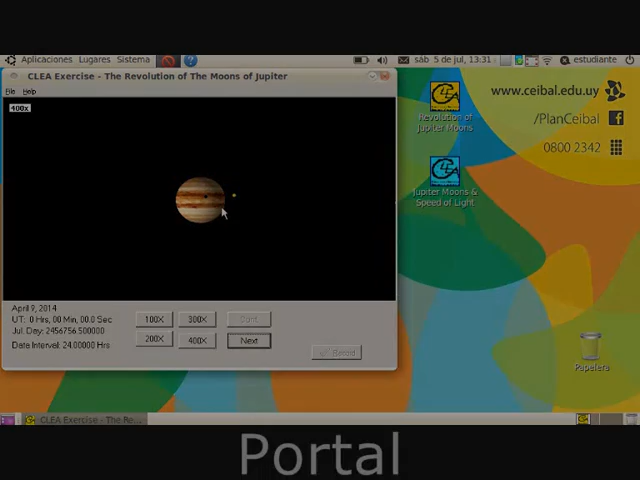 Aplicaciones Lugares Sistema
sáb 5 de jul, 13:31
estudiante
CLEA Exercise - The Revolution of The Moons of Jupiter
File Help
400x
www.ceibal.edu.uy
/PlanCeibal
0800 2342
Revolution of
Jupiter Moons
Jupiter Moons &
Speed of Light
April 9, 2014
UT: 0 Hrs, 00 Min, 00.0 Sec
Jul. Day: 2456756.500000
Date Interval: 24.00000 Hrs
100X 300X Cont.
200X 400X Next
Record
Papelera
CLEA Exercise - The Re...
Portal